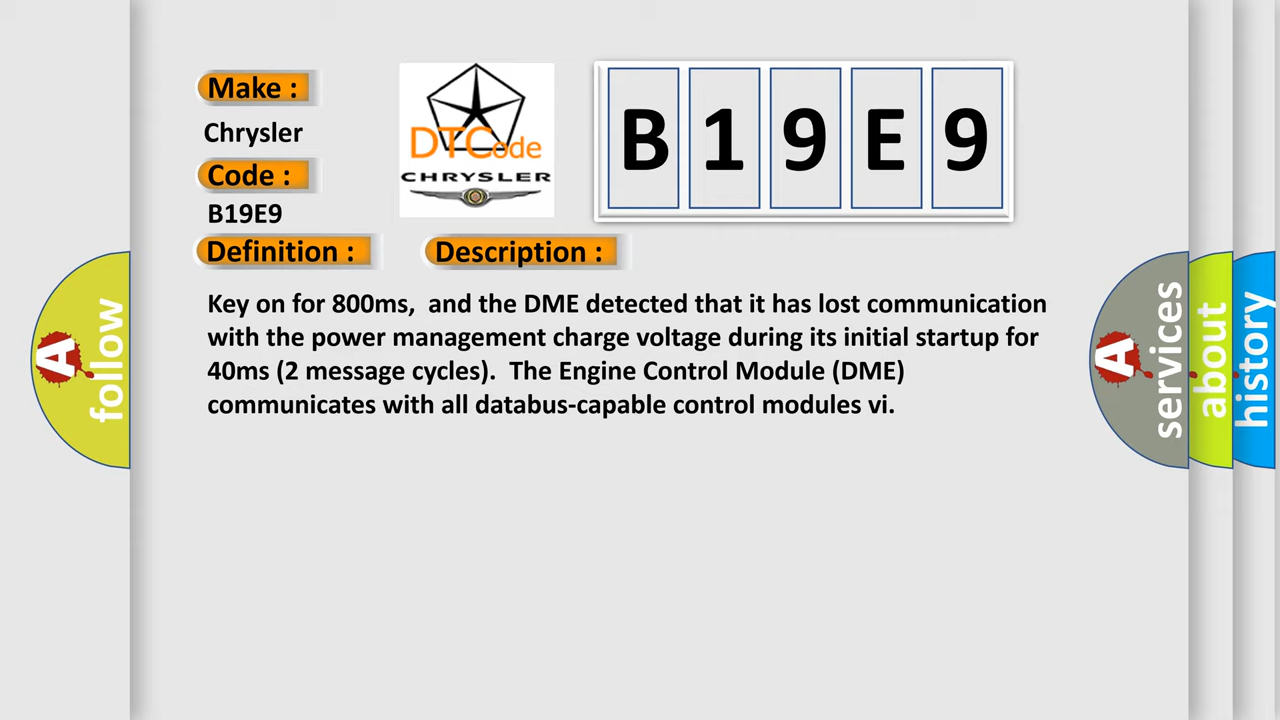 Make :
Chrysler
Code :
B19E9
Definition :
Description :
DTCode
CHRYSLER
B 1 9 E 9
Key on for 800ms, and the DME detected that it has lost communication
with the power management charge voltage during its initial startup for
40ms (2 message cycles). The Engine Control Module (DME)
communicates with all databus-capable control modules vi.
A
follow
A
services
about
history